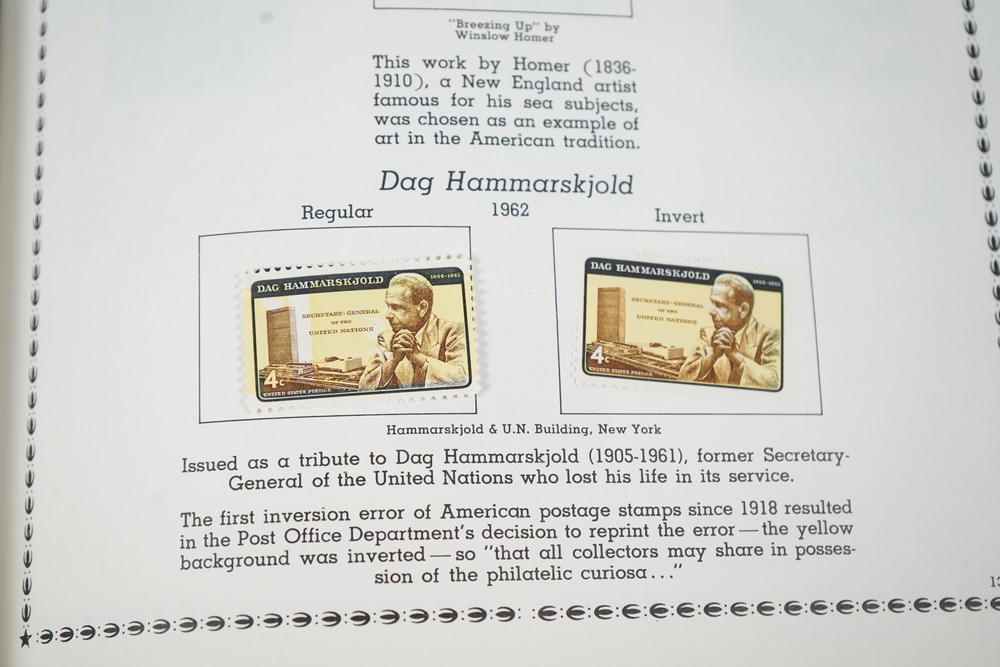 "Breezing Up" by
Winslow Homer
This work by Homer (1836-
1910), a New England artist
famous for his sea subjects,
was chosen as an example of
art in the American tradition.
Dag Hammarskjold
Regular 1962 Invert
DAG HAMMARSKJOLD 1905-1961
SECRETARY-GENERAL
OF THE
UNITED NATIONS
4c
UNITED STATES POSTAGE
DAG HAMMARSKJOLD 1905-1961
SECRETARY-GENERAL
OF THE
UNITED NATIONS
4c
UNITED STATES POSTAGE
Hammarskjold & U.N. Building, New York
Issued as a tribute to Dag Hammarskjold (1905-1961), former Secretary-
General of the United Nations who lost his life in its service.
The first inversion error of American postage stamps since 1918 resulted
in the Post Office Department's decision to reprint the error—the yellow
background was inverted—so "that all collectors may share in posses-
sion of the philatelic curiosa..."